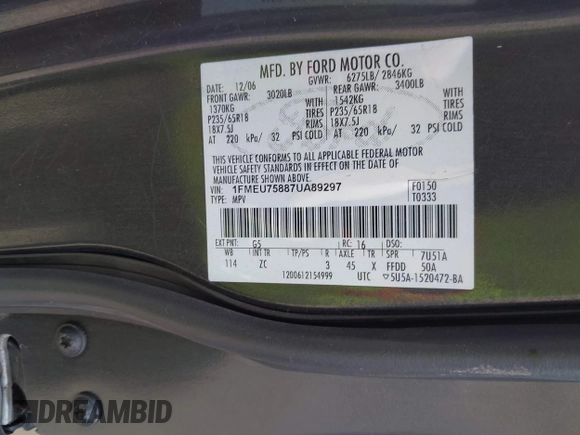 MFD. BY FORD MOTOR CO.
DATE: 12/06 GVWR: 6275LB/ 2846KG
FRONT GAWR: 3020LB REAR GAWR: 3400LB
1370KG WITH 1542KG WITH
P235/65R18 TIRES P235/65R18 TIRES
18X7.5J RIMS 18X7.5J RIMS
AT 220 kPa/ 32 PSI COLD AT 220 kPa/ 32 PSI COLD
THIS VEHICLE CONFORMS TO ALL APPLICABLE FEDERAL MOTOR
VEHICLE SAFETY STANDARDS IN EFFECT ON THE DATE OF
MANUFACTURE SHOWN ABOVE.
VIN: 1FMEU75887UA89297 F0150
TYPE: MPV T0333
EXT PNT: G5 RC: 16 DSO:
WB INT TR TP/PS R AXLE TR SPR 7U51A
114 ZC 3 45 X FFDD 50A
1200612154999 UTC 5U5A-1520472-BA
Ford
DREAMBID